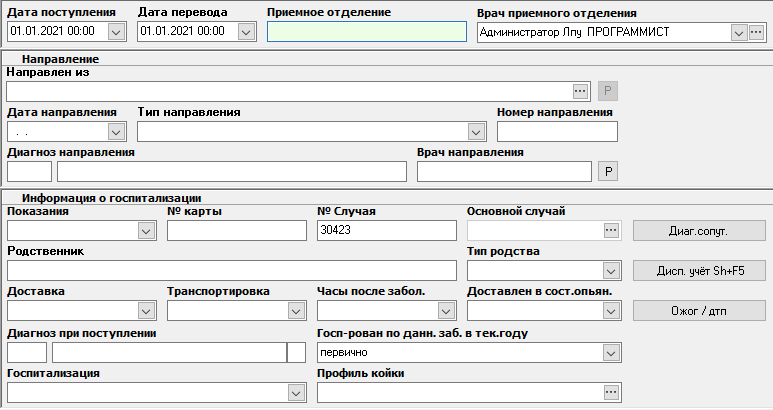 Дата поступления Дата перевода Приемное отделение Врач приемного отделения
01.01.2021 00:00 01.01.2021 00:00 Администратор Лпу ПРОГРАММИСТ ...
Направление
Направлен из
... Р
Дата направления Тип направления Номер направления
. .
Диагноз направления Врач направления
Р
Информация о госпитализации
Показания № карты № Случая Основной случай
30423 ... Диаг.сопут.
Родственник Тип родства
Дисп. учёт Sh+F5
Доставка Транспортировка Часы после забол. Доставлен в сост.опьян.
Ожог / дтп
Диагноз при поступлении Госп-рован по данн. заб. в тек.году
первично
Госпитализация Профиль койки
...